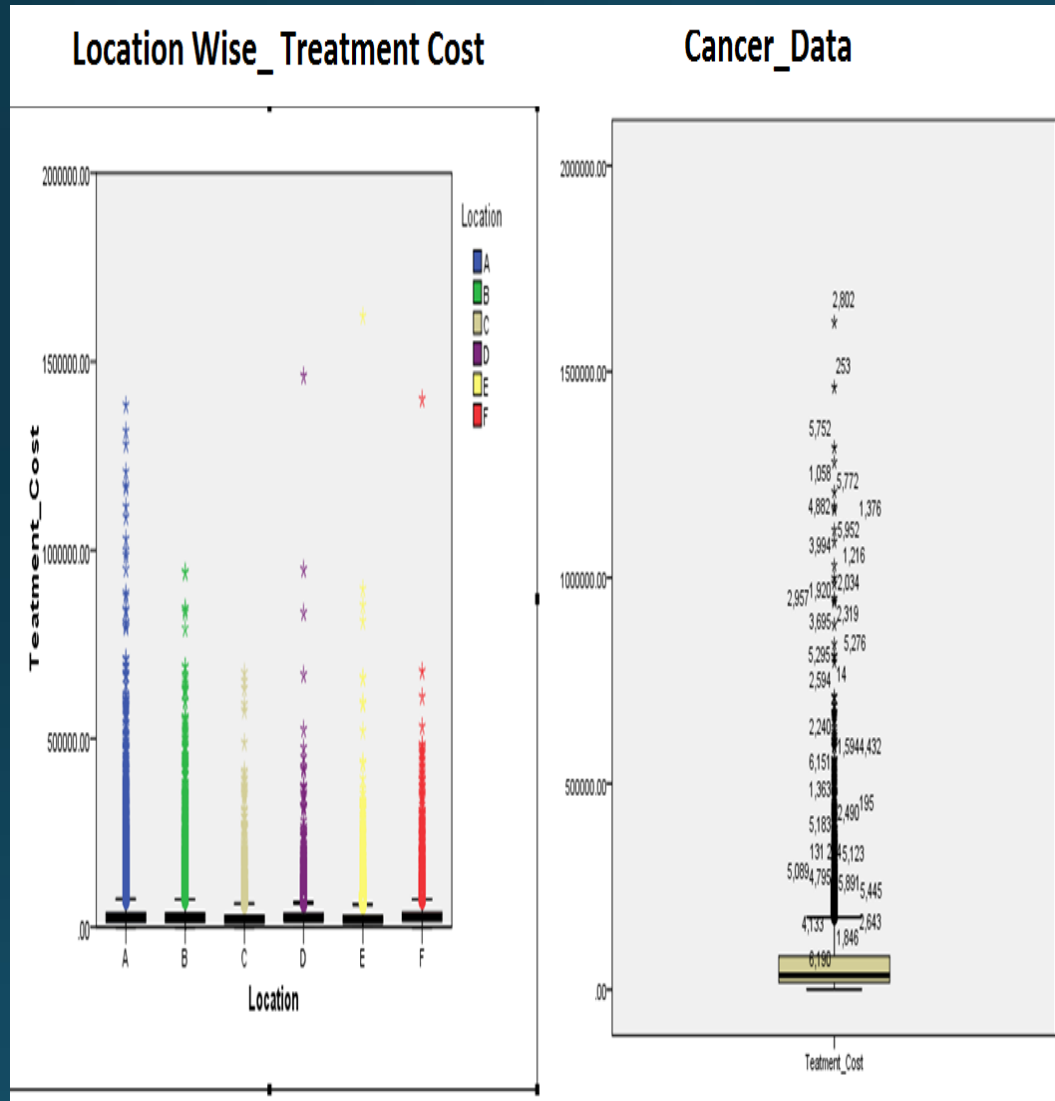 Location Wise_ Treatment Cost
Teatment_Cost
2000000.00
1500000.00
1000000.00
500000.00
.00
A
B
C
D
E
F
Location
Location
A
B
C
D
E
F
Cancer_Data
2000000.00
1500000.00
1000000.00
500000.00
.00
2,802
253
5,752
1,058
5,772
4,882
1,376
5,952
3,994
1,216
2,034
1,920
2,957
2,319
3,695
5,276
5,295
14
2,594
2,240
1,594
4,432
6,151
1,363
195
2,490
5,183
131
5,123
5,089
4,795
5,891
5,445
4,133
2,643
1,846
6,190
Teatment_Cost